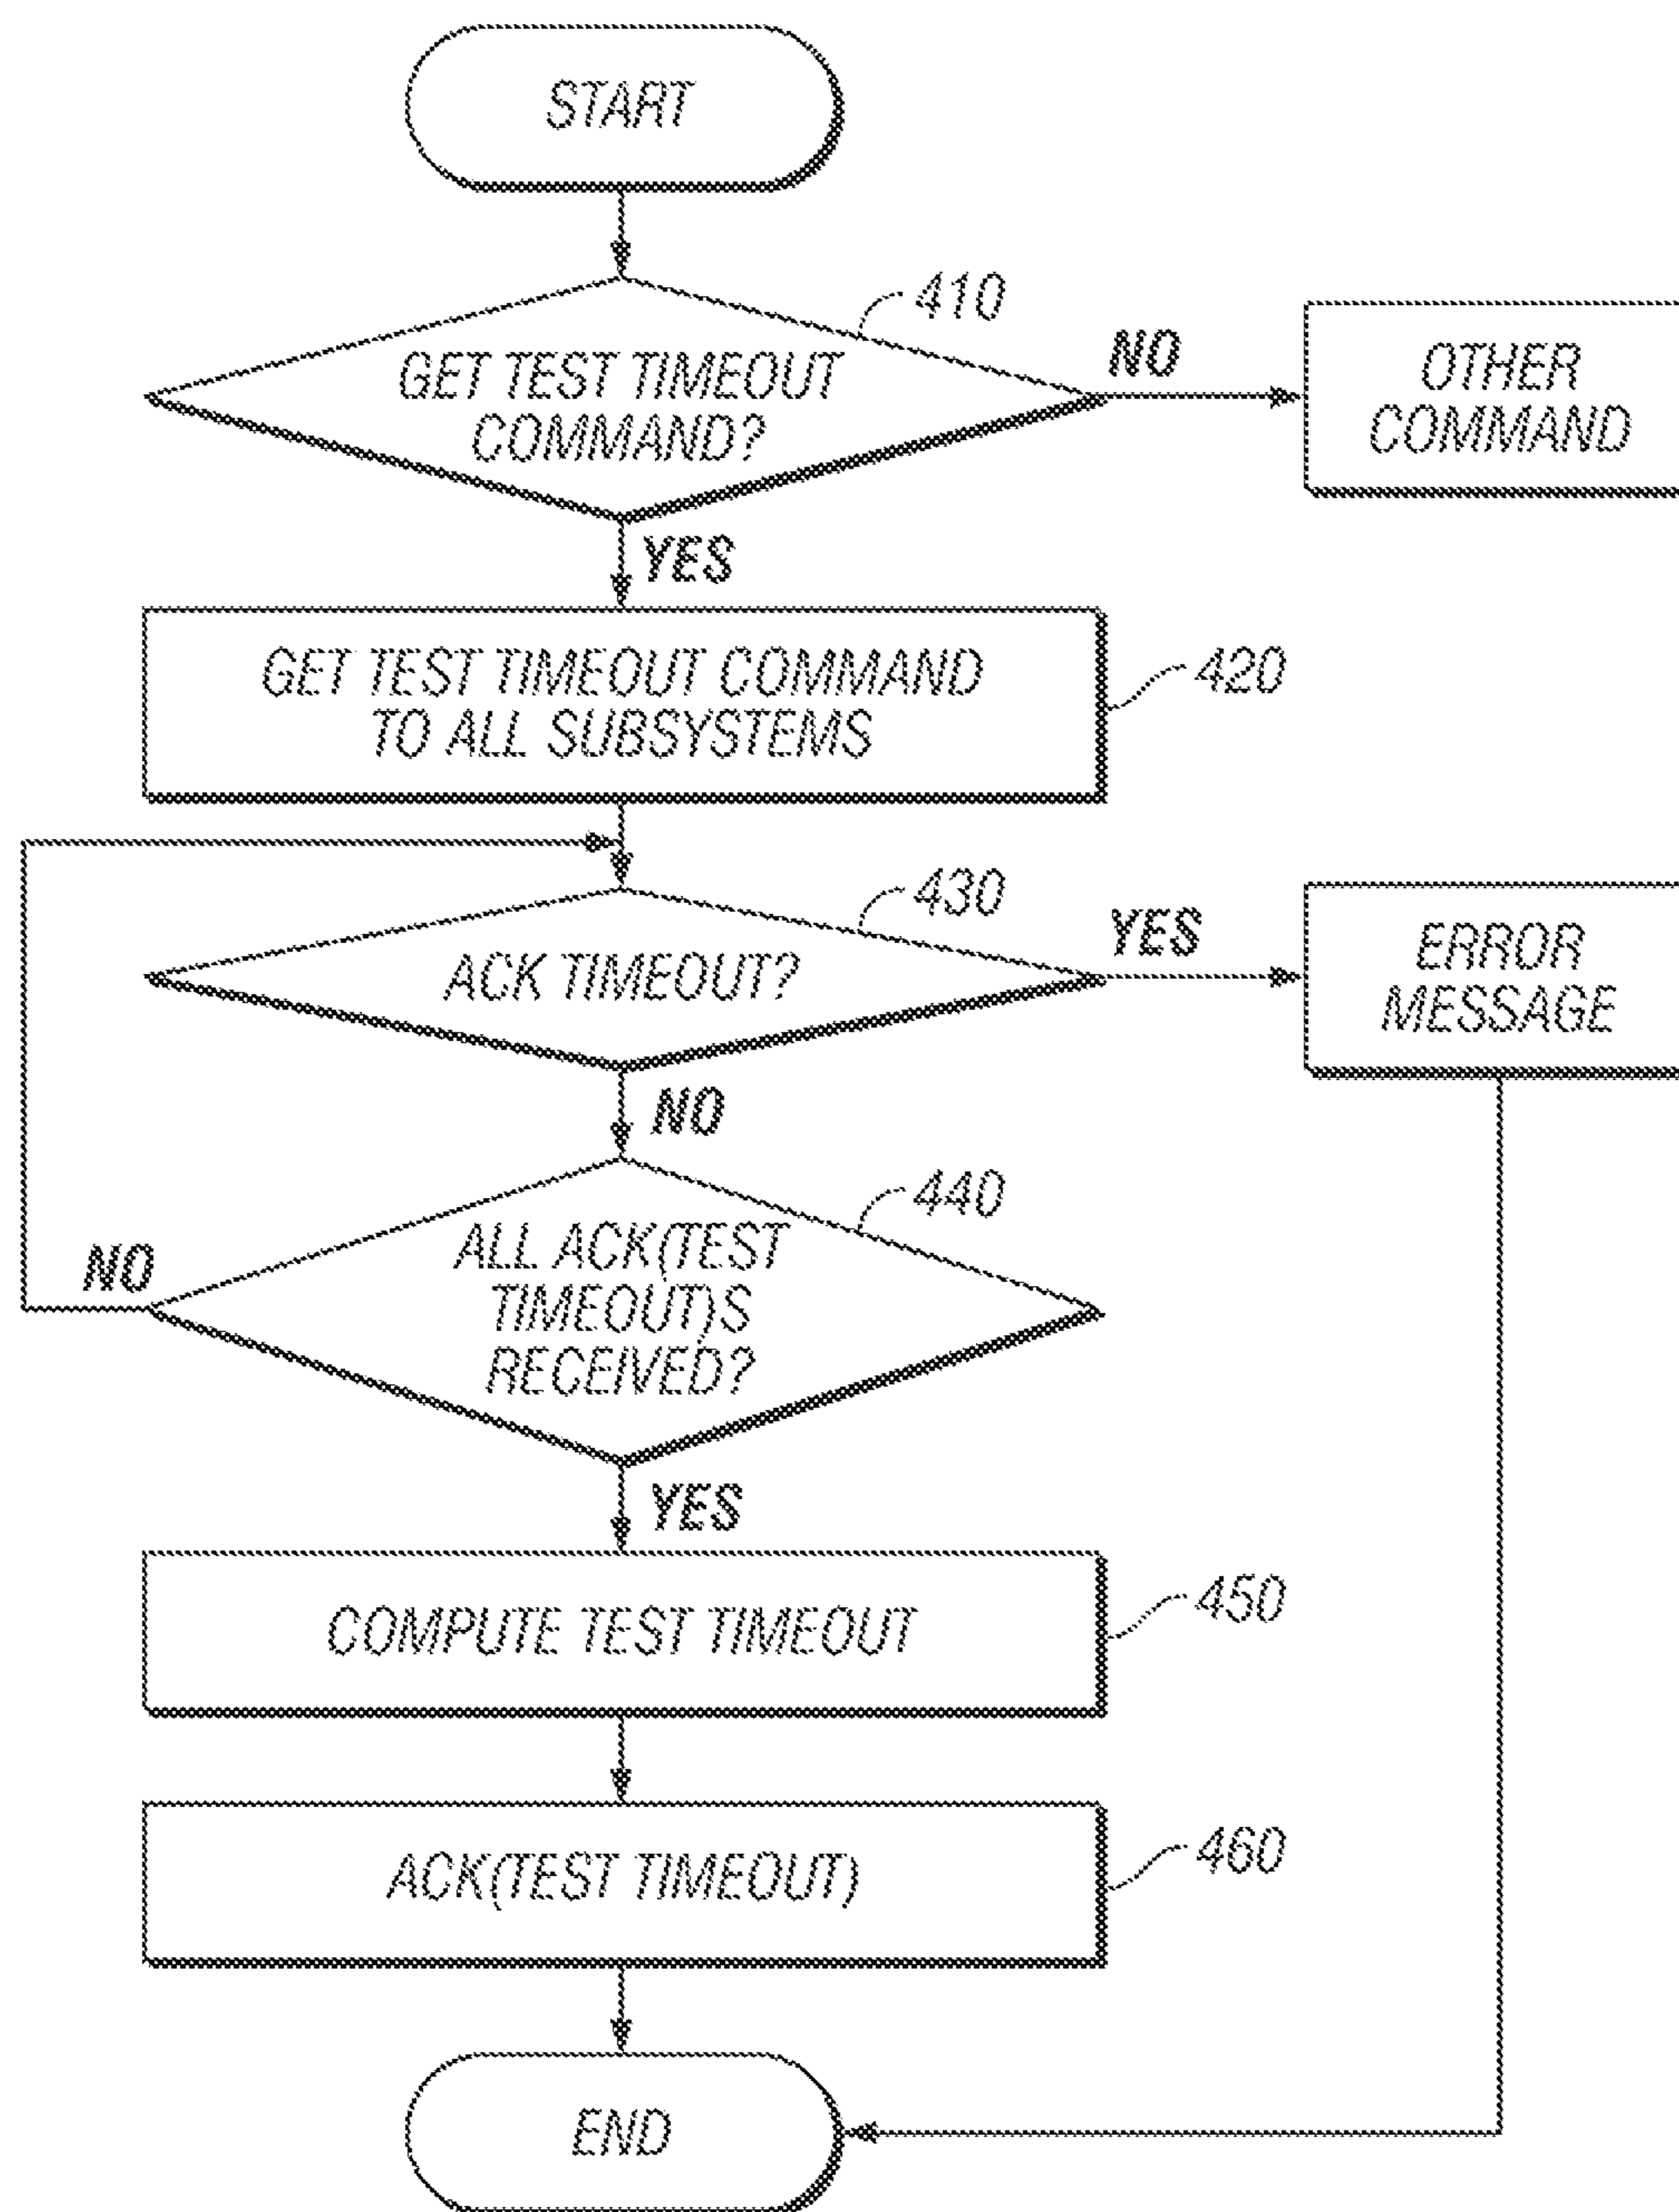 START
410
GET TEST TIMEOUT
COMMAND?
NO
OTHER
COMMAND
YES
GET TEST TIMEOUT COMMAND
TO ALL SUBSYSTEMS
420
430
ACK TIMEOUT?
YES
ERROR
MESSAGE
NO
440
ALL ACK(TEST
TIMEOUT)S
RECEIVED?
NO
YES
COMPUTE TEST TIMEOUT
450
ACK(TEST TIMEOUT)
460
END